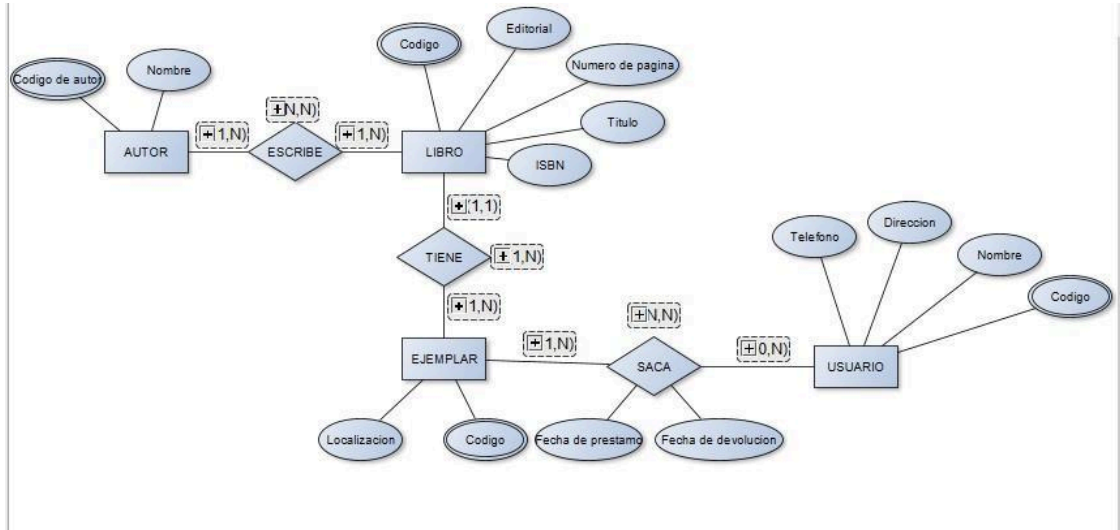 Codigo
Editorial
Codigo de autor
Nombre
Numero de pagina
N,N)
Titulo
1,N)
1,N)
AUTOR
ESCRIBE
LIBRO
ISBN
1,1)
Telefono
Direccion
TIENE
1,N)
Nombre
Codigo
1,N)
N,N)
1,N)
0,N)
EJEMPLAR
SACA
USUARIO
Localizacion
Codigo
Fecha de prestamo
Fecha de devolucion